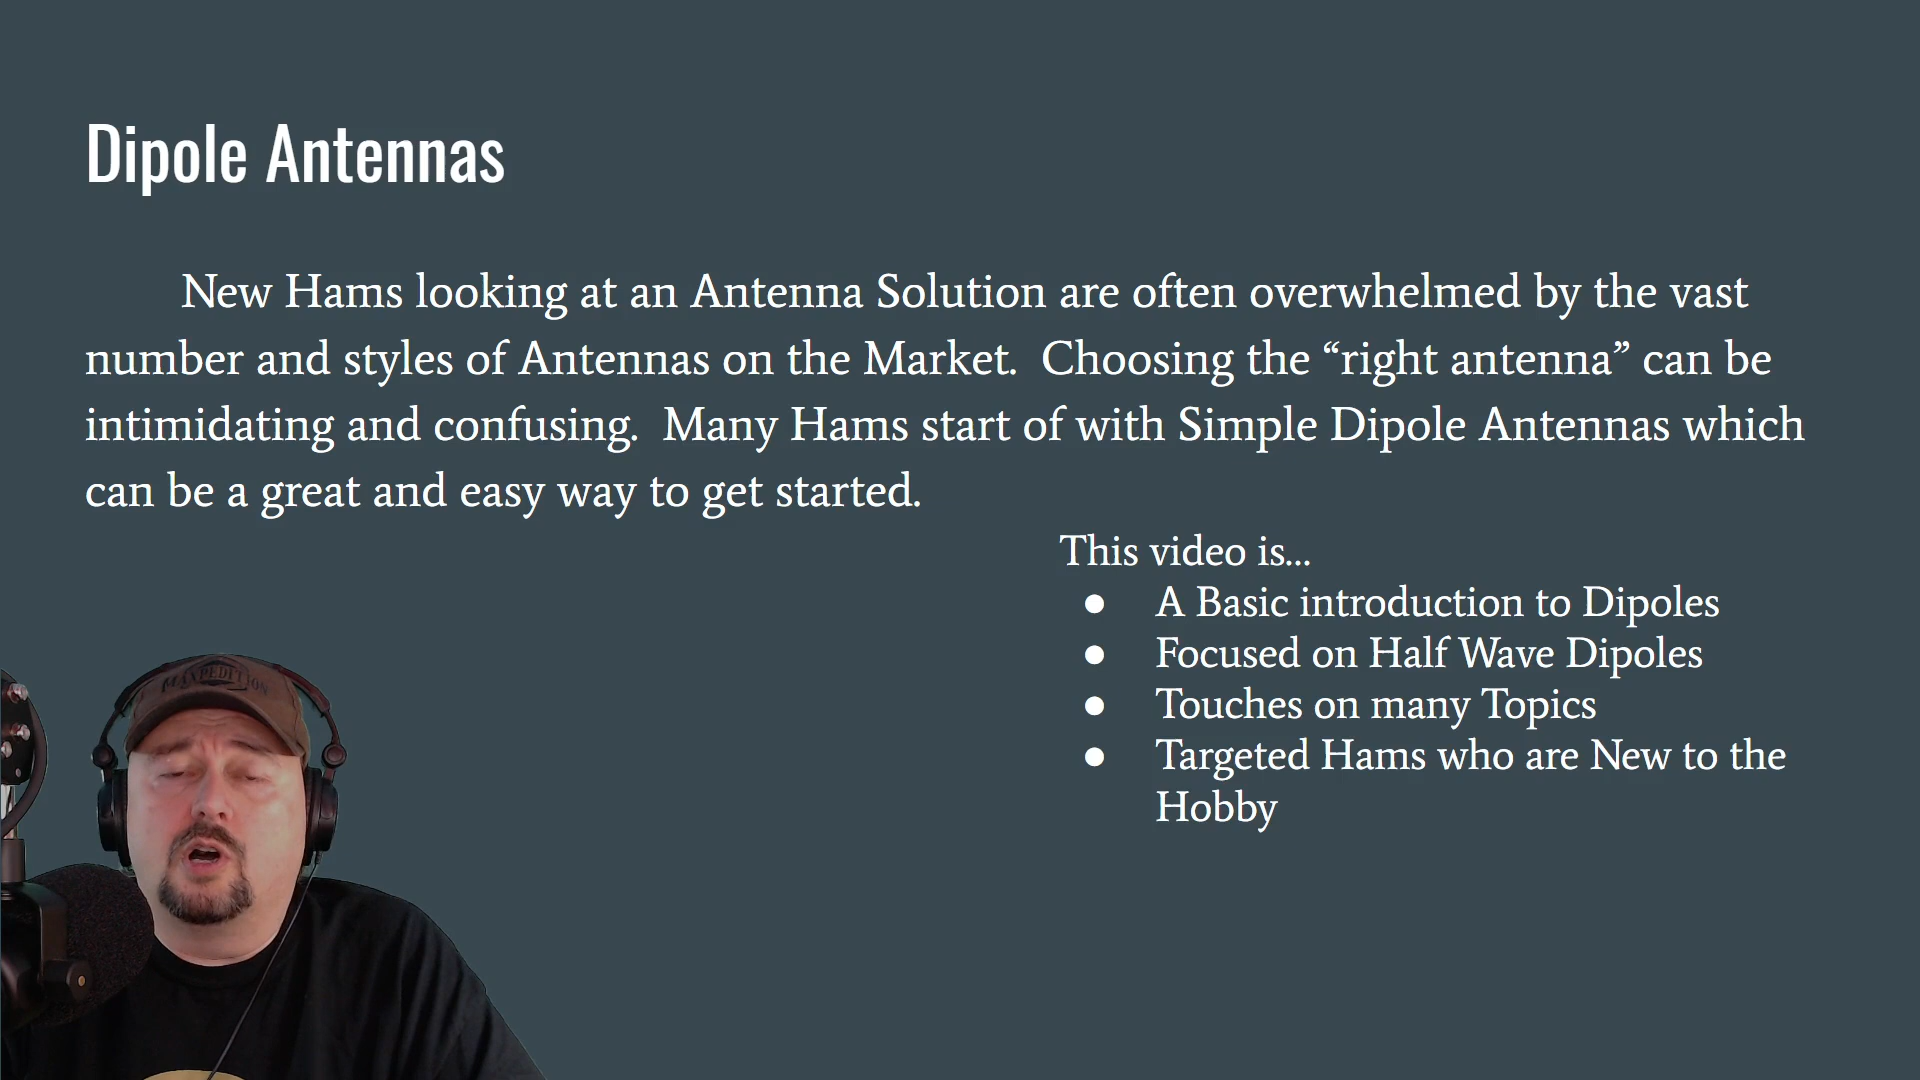 Dipole Antennas
New Hams looking at an Antenna Solution are often overwhelmed by the vast
number and styles of Antennas on the Market.  Choosing the “right antenna” can be
intimidating and confusing.  Many Hams start of with Simple Dipole Antennas which
can be a great and easy way to get started.
This video is...
● A Basic introduction to Dipoles
● Focused on Half Wave Dipoles
● Touches on many Topics
● Targeted Hams who are New to the
Hobby
MAXPEDITION